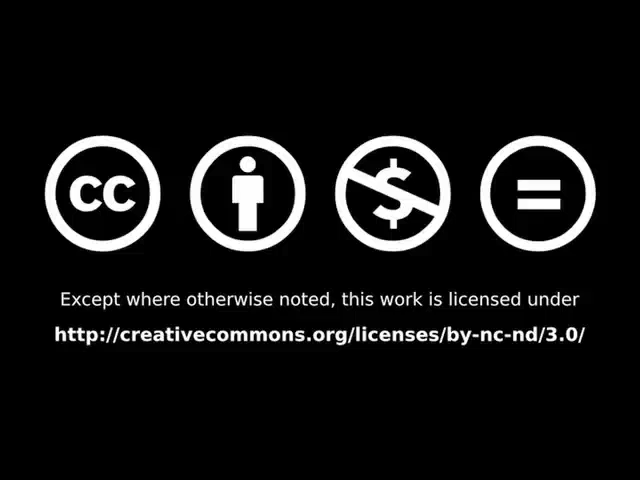 cc
$
=
Except where otherwise noted, this work is licensed under
http://creativecommons.org/licenses/by-nc-nd/3.0/